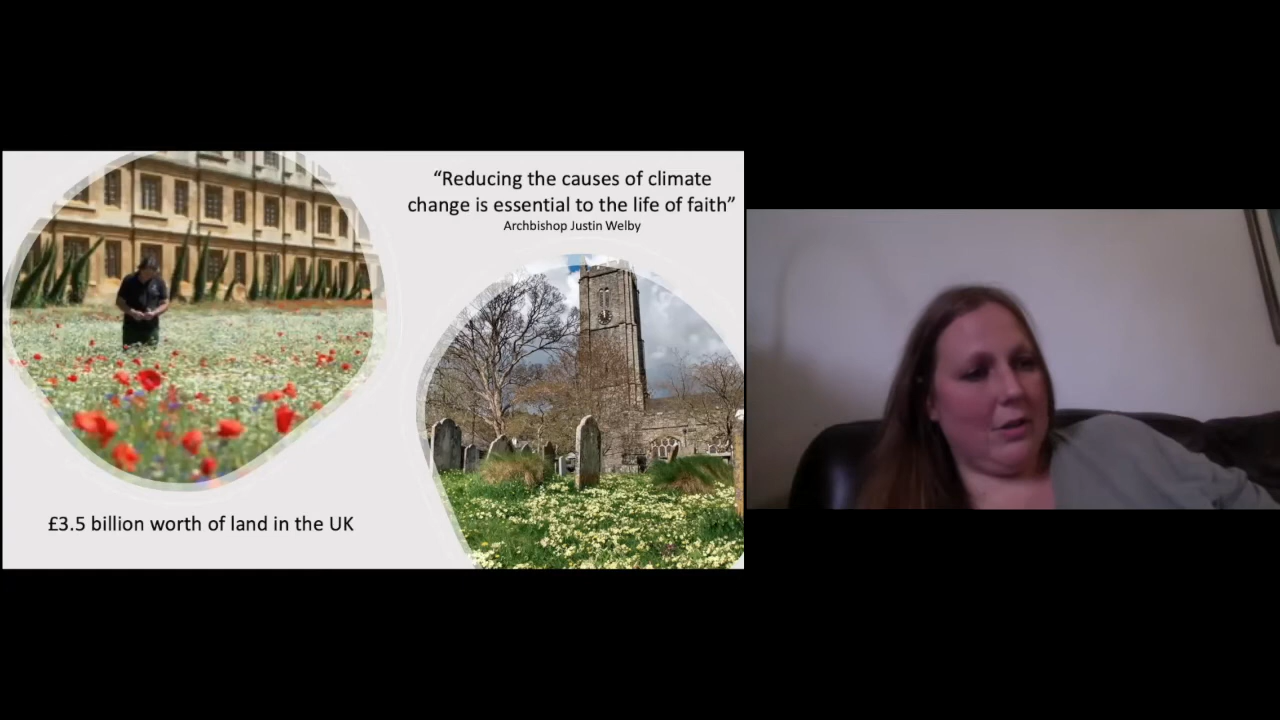 “Reducing the causes of climate
change is essential to the life of faith”
Archbishop Justin Welby
£3.5 billion worth of land in the UK